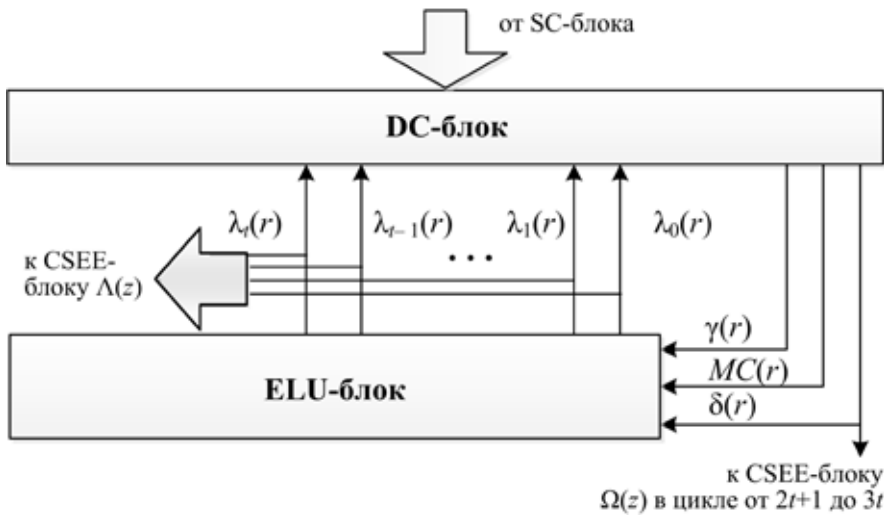 от SC-блока
DC-блок
λt(r) λt–1(r) λ1(r) λ0(r)
к CSEE-
блоку Λ(z)
• • •
γ(r)
MC(r)
δ(r)
ELU-блок
к CSEE-блоку
Ω(z) в цикле от 2t+1 до 3t